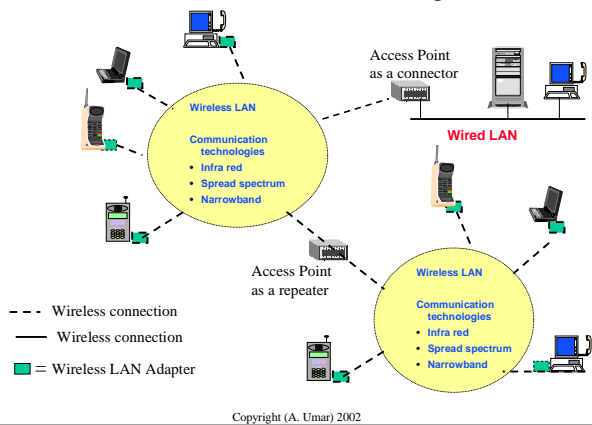 Access Point
as a connector
Wireless LAN
Communication
technologies
• Infra red
• Spread spectrum
• Narrowband
Wired LAN
Access Point
as a repeater
Wireless LAN
Communication
technologies
• Infra red
• Spread spectrum
• Narrowband
Wireless connection
Wireless connection
= Wireless LAN Adapter
Copyright (A. Umar) 2002